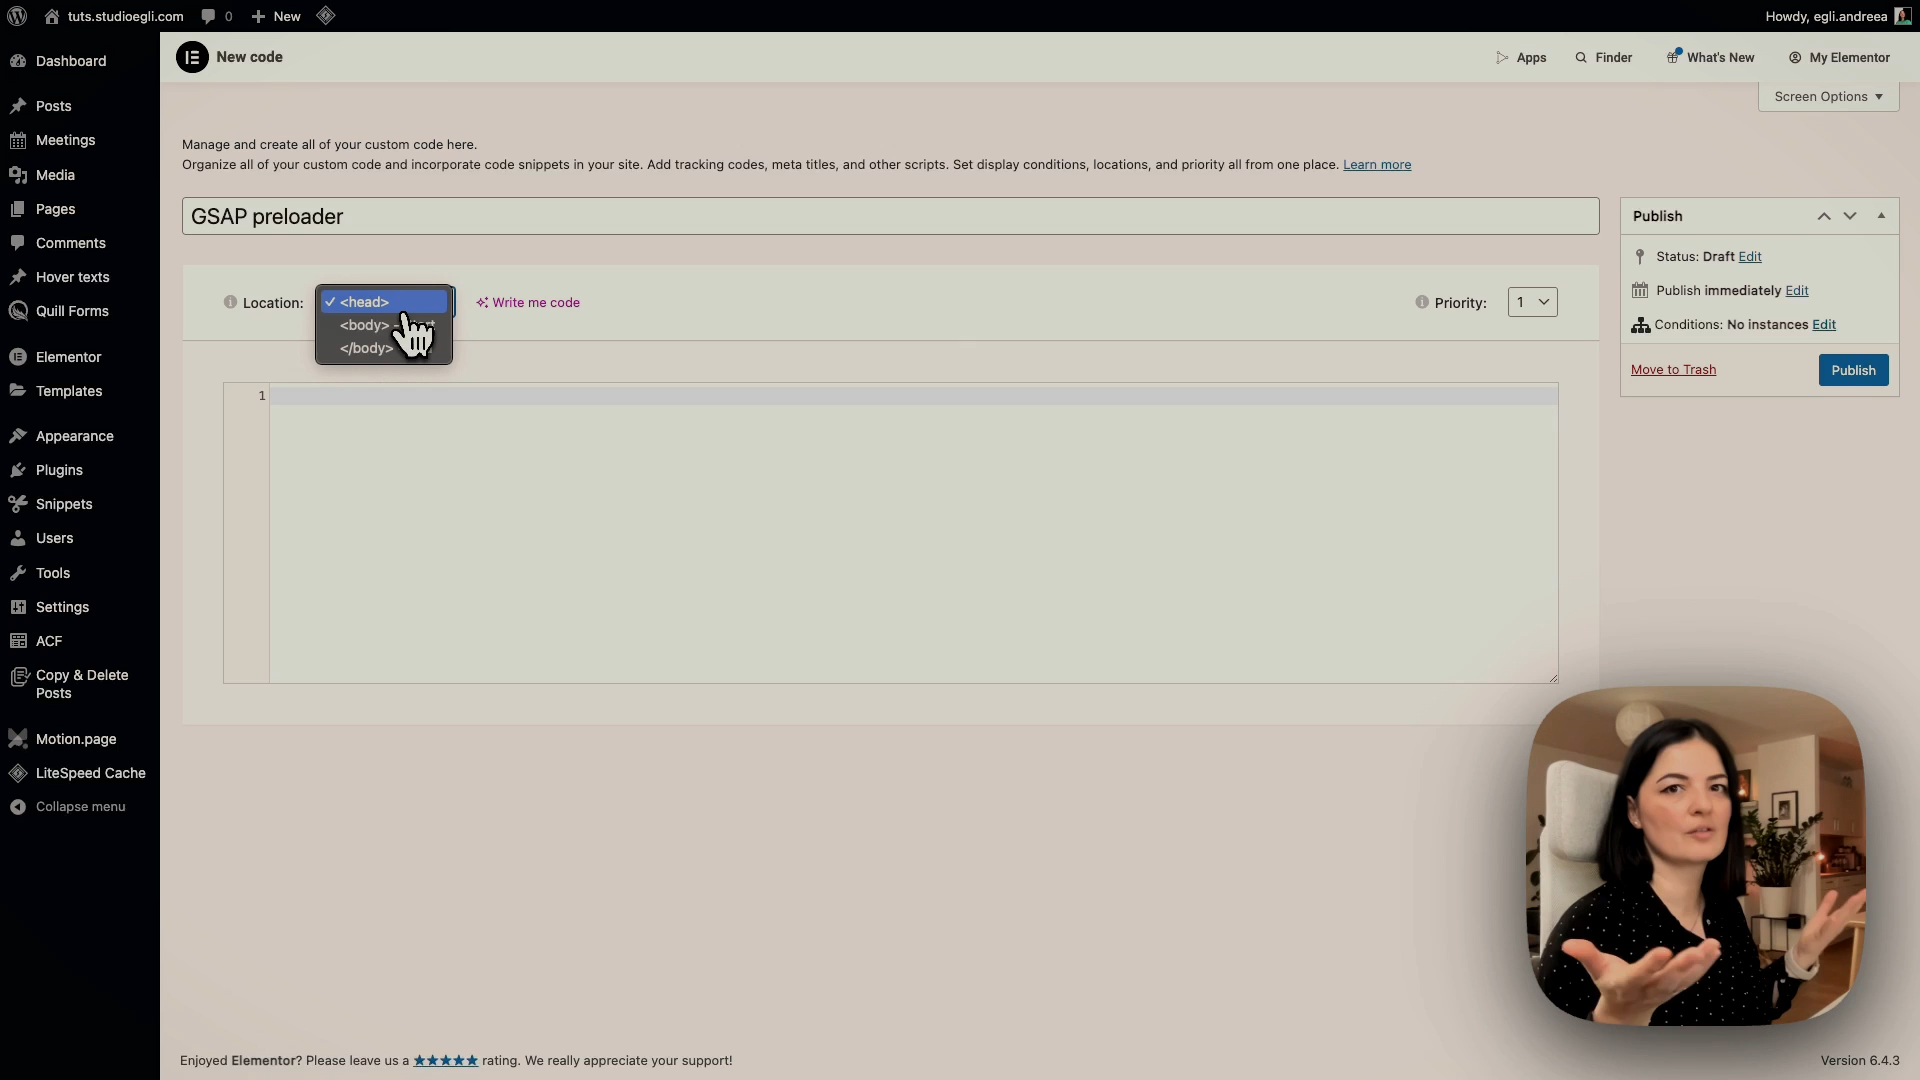 tuts.studioegli.com
0
New
Howdy, egli.andreea
Dashboard
Posts
Meetings
Media
Pages
Comments
Hover texts
Quill Forms
Elementor
Templates
Appearance
Plugins
Snippets
Users
Tools
Settings
ACF
Copy & Delete
Posts
Motion.page
LiteSpeed Cache
Collapse menu
New code
Apps
Finder
What's New
My Elementor
Screen Options
Manage and create all of your custom code here.
Organize all of your custom code and incorporate code snippets in your site. Add tracking codes, meta titles, and other scripts. Set display conditions, locations, and priority all from one place. Learn more
GSAP preloader
Location:
✓ <head>
<body> -
</body>
Write me code
Priority:
1
1
Publish
Status: Draft Edit
Publish immediately Edit
Conditions: No instances Edit
Move to Trash
Publish
Enjoyed Elementor? Please leave us a ★★★★★ rating. We really appreciate your support!
Version 6.4.3